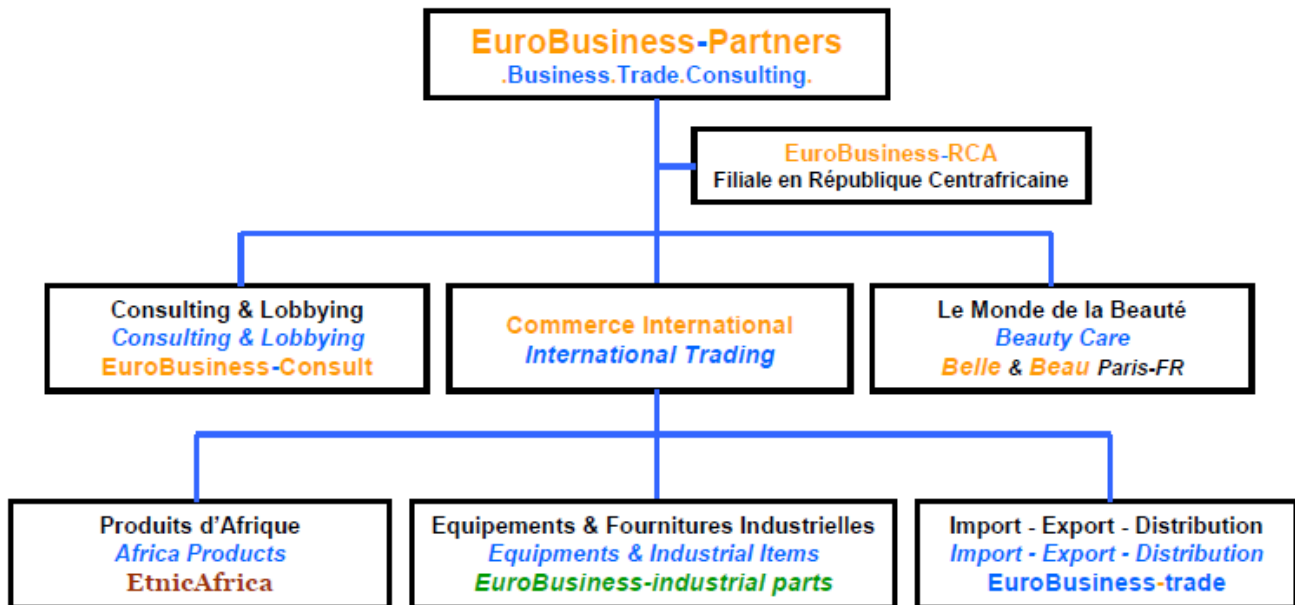 EuroBusiness-Partners
.Business.Trade.Consulting.
EuroBusiness-RCA
Filiale en République Centrafricaine
Consulting & Lobbying
Consulting & Lobbying
EuroBusiness-Consult
Commerce International
International Trading
Le Monde de la Beauté
Beauty Care
Belle & Beau Paris-FR
Produits d'Afrique
Africa Products
EtnicAfrica
Equipements & Fournitures Industrielles
Equipments & Industrial Items
EuroBusiness-industrial parts
Import - Export - Distribution
Import - Export - Distribution
EuroBusiness-trade